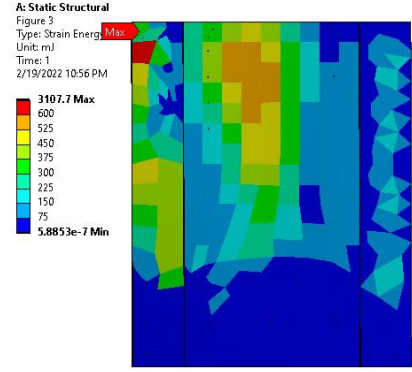 A: Static Structural
Figure 3
Type: Strain Energy
Max
Unit: mJ
Time: 1
2/19/2022 10:56 PM
3107.7 Max
600
525
450
375
300
225
150
75
5.8853e-7 Min